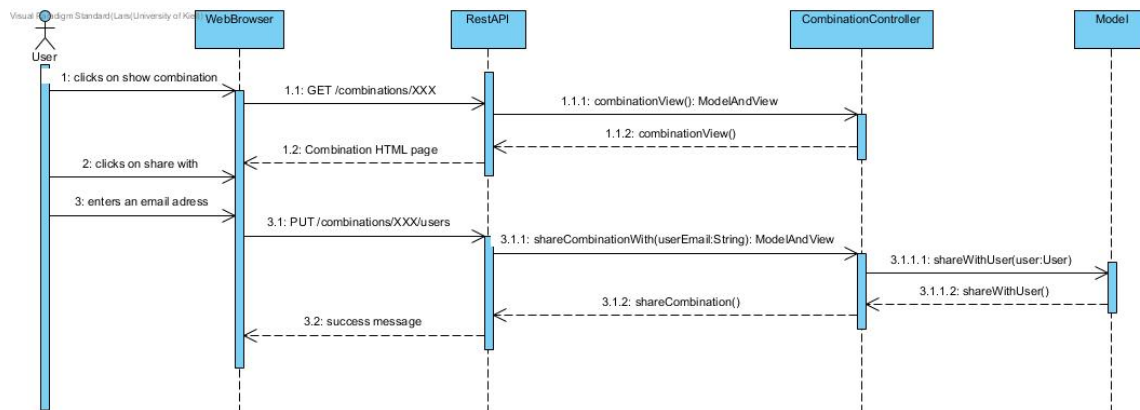 Visual Paradigm Standard(Lars(University of Kiel))
WebBrowser
RestAPI
CombinationController
Model
User
1: clicks on show combination
1.1: GET /combinations/XXX
1.1.1: combinationView(): ModelAndView
1.1.2: combinationView()
1.2: Combination HTML page
2: clicks on share with
3: enters an email adress
3.1: PUT /combinations/XXX/users
3.1.1: shareCombinationWith(userEmail:String): ModelAndView
3.1.1.1: shareWithUser(user:User)
3.1.1.2: shareWithUser()
3.1.2: shareCombination()
3.2: success message